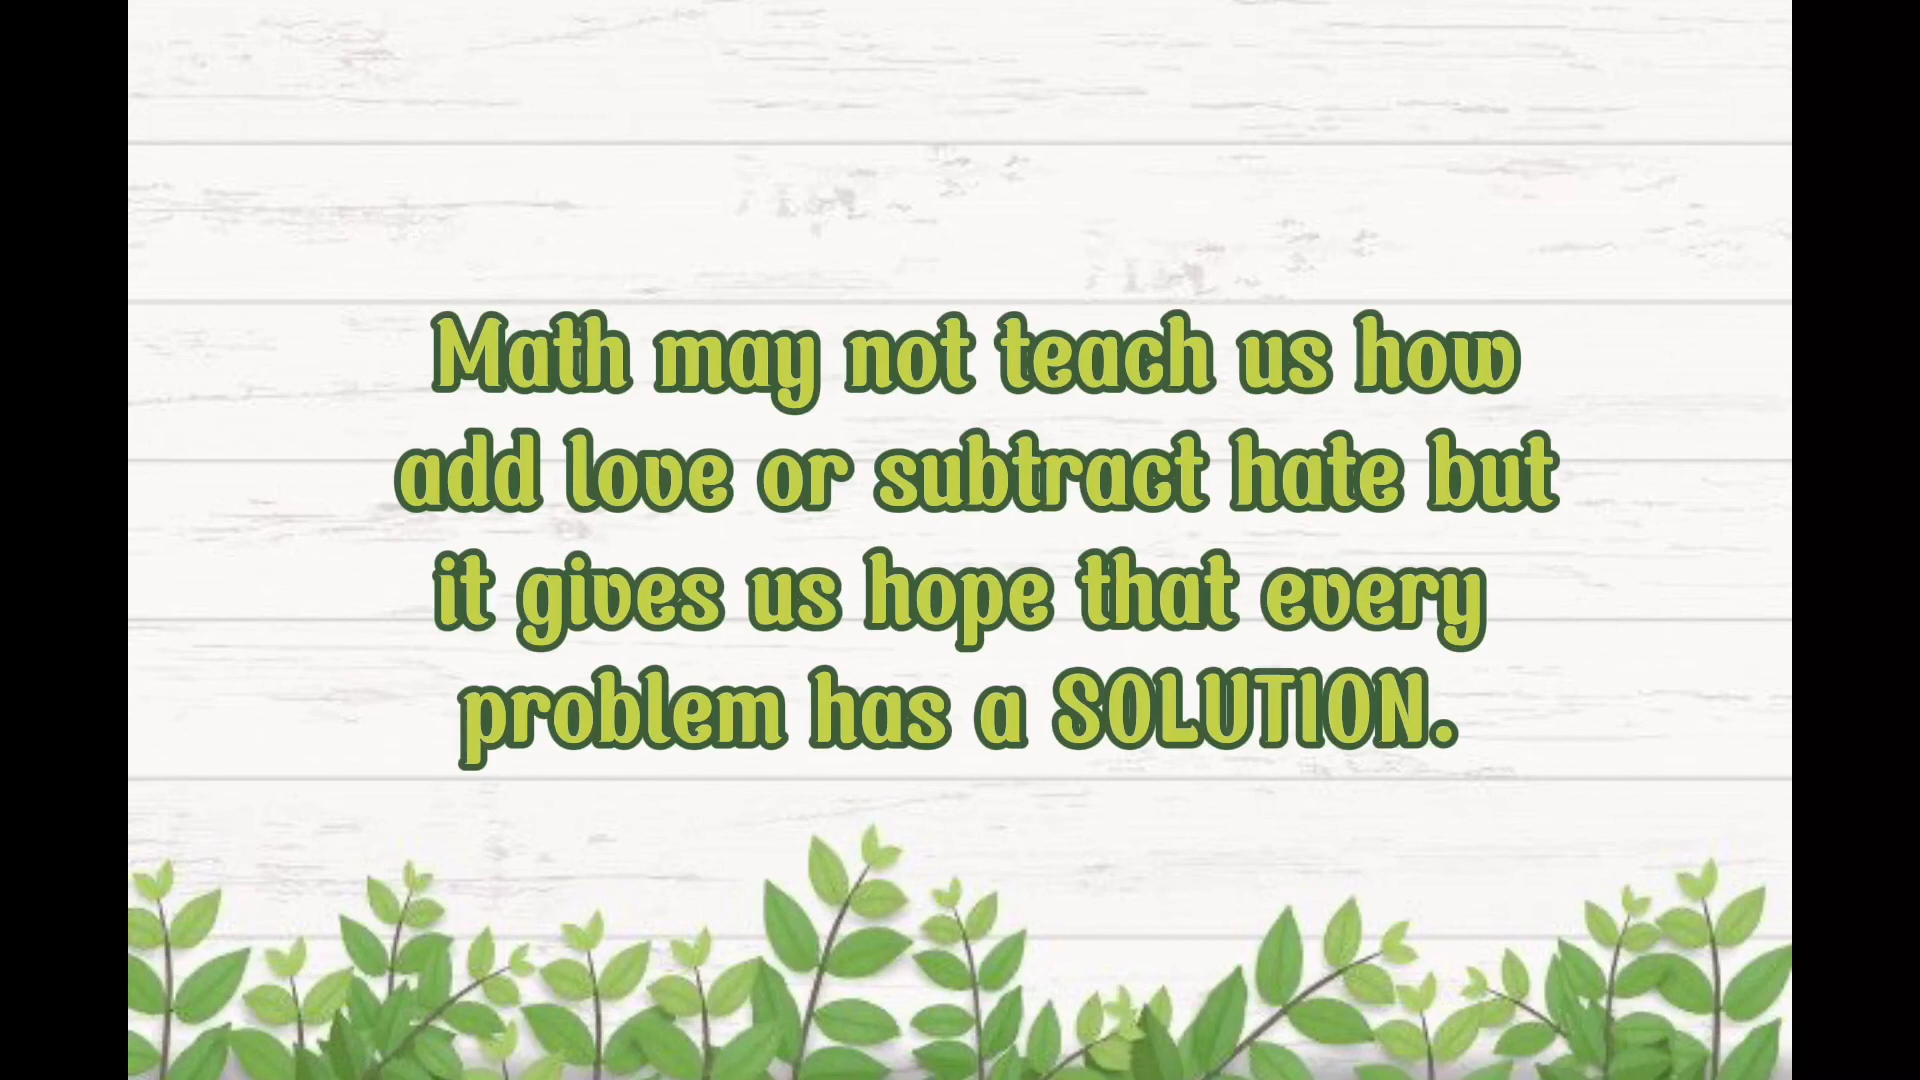 Math may not teach us how
add love or subtract hate but
it gives us hope that every
problem has a SOLUTION.